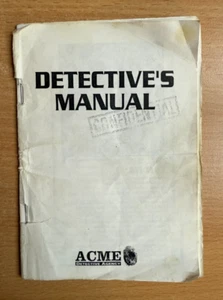 DETECTIVE'S
MANUAL
CONFIDENTIAL
ACME
DETECTIVE AGENCY